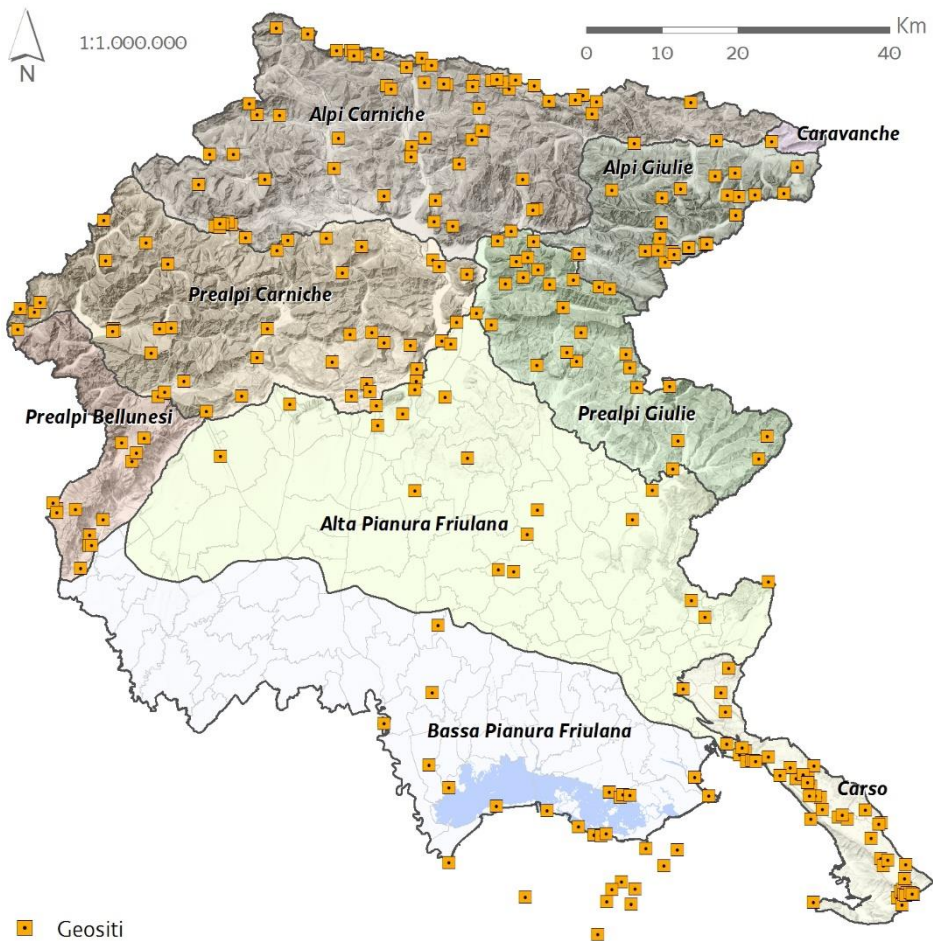 Km
1:1.000.000
0 10 20 40
N
Alpi Carniche
Caravanche
Alpi Giulie
Prealpi Carniche
Prealpi Bellunesi
Prealpi Giulie
Alta Pianura Friulana
Bassa Pianura Friulana
Carso
Geositi